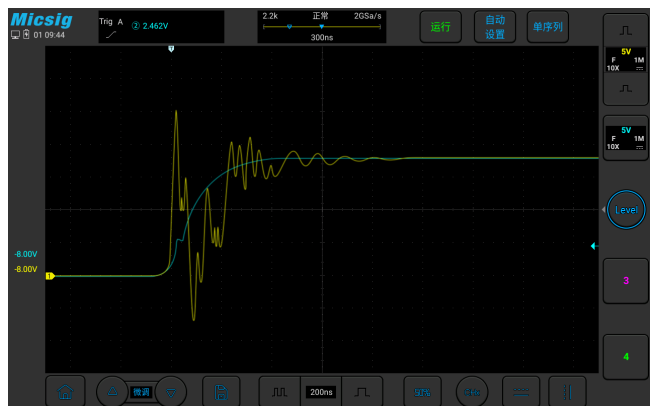 Micsig
01 09:44
Trig A ② 2.462V
2.2k 正常 2GSa/s
300ns
运行
自动
设置
单序列
5V
F 1M
10X
5V
F 1M
10X
Level
-8.00V
-8.00V
1
3
4
微调
200ns
50%